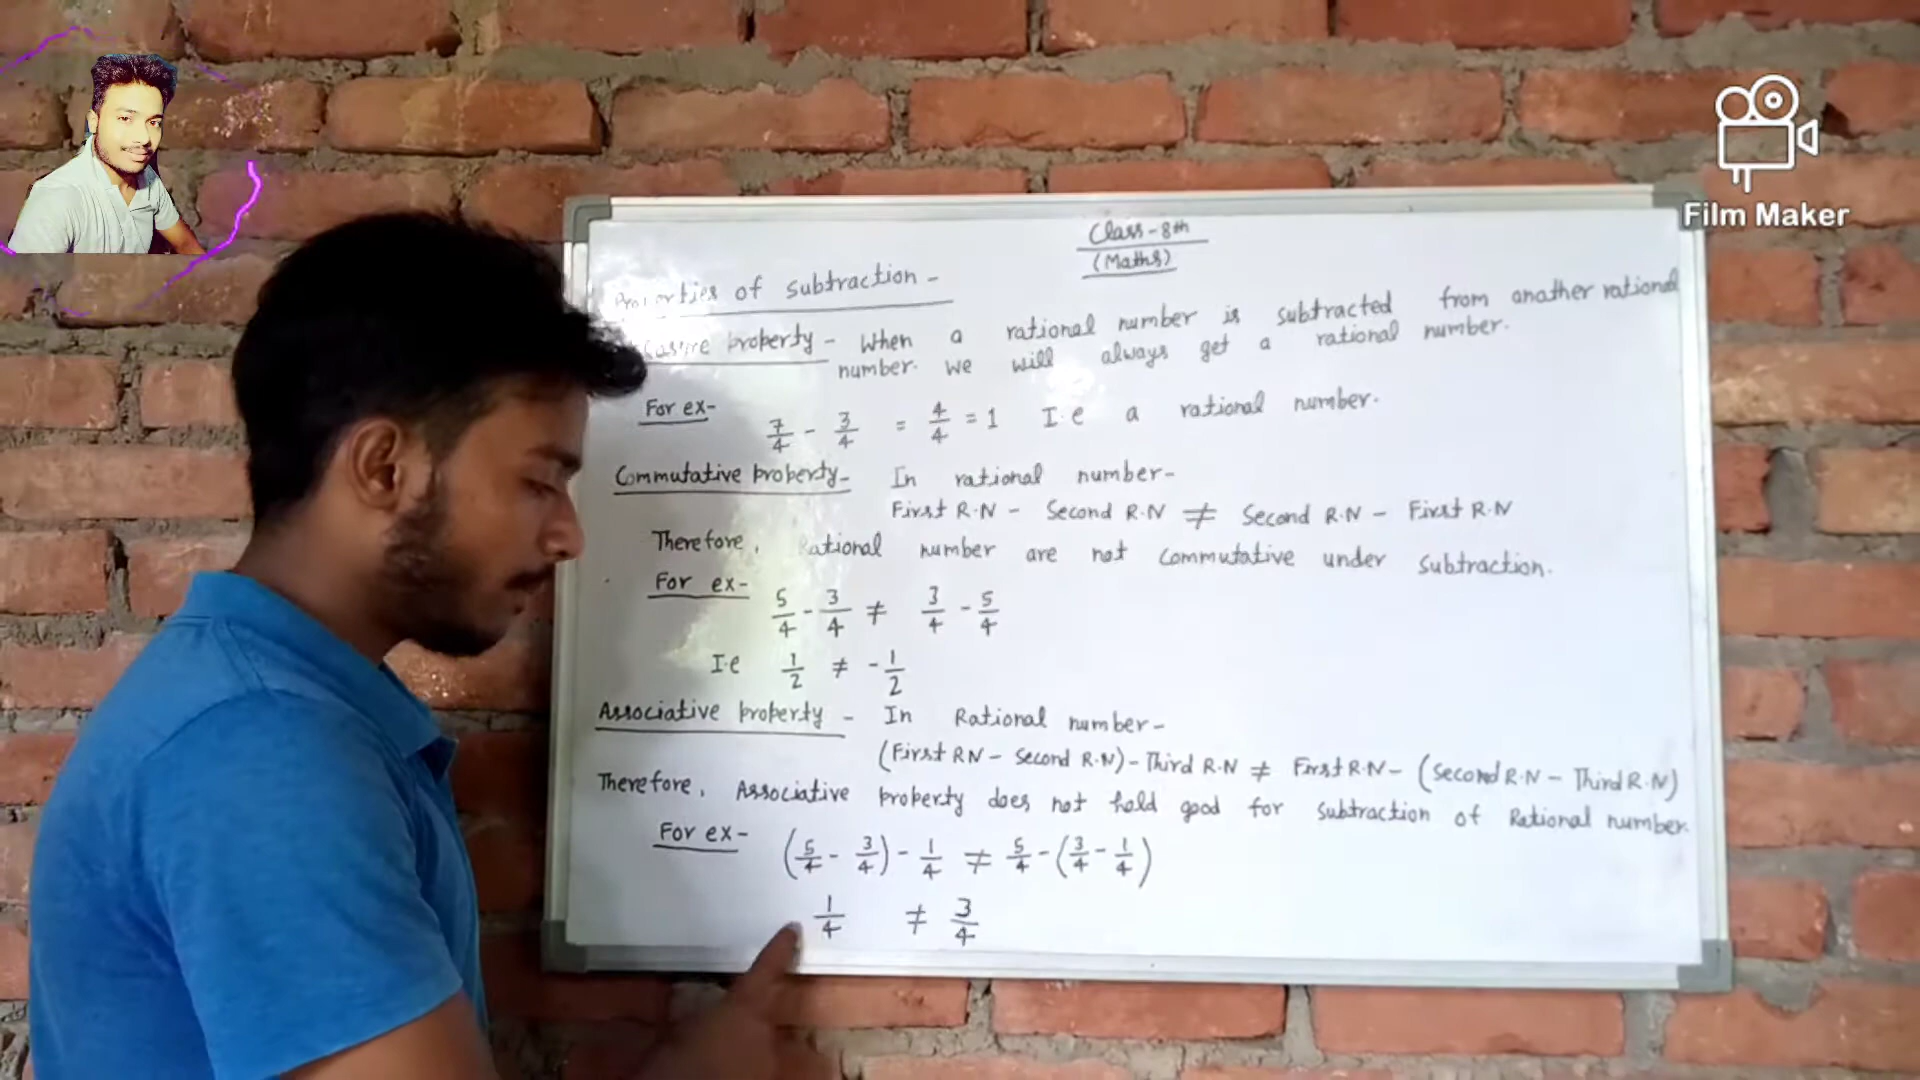 Class-8th
(Maths)
Properties of subtraction -
property - When a rational number is subtracted from another rational
number. we will always get a rational number.
For ex- 7/4 - 3/4 = 4/4 = 1 I.e a rational number.
Commutative property - In rational number-
First R.N - Second R.N ≠ Second R.N - First R.N
Therefore, Rational number are not commutative under subtraction.
For ex- 5/4 - 3/4 ≠ 3/4 - 5/4
I.e 1/2 ≠ -1/2
Associative property - In Rational number-
(First RN - Second R.N) - Third R.N ≠ First R.N - (Second R.N - Third R.N)
Therefore, Associative property does not hold good for subtraction of Rational number.
For ex- (5/4 - 3/4) - 1/4 ≠ 5/4 - (3/4 - 1/4)
1/4 ≠ 3/4
Film Maker